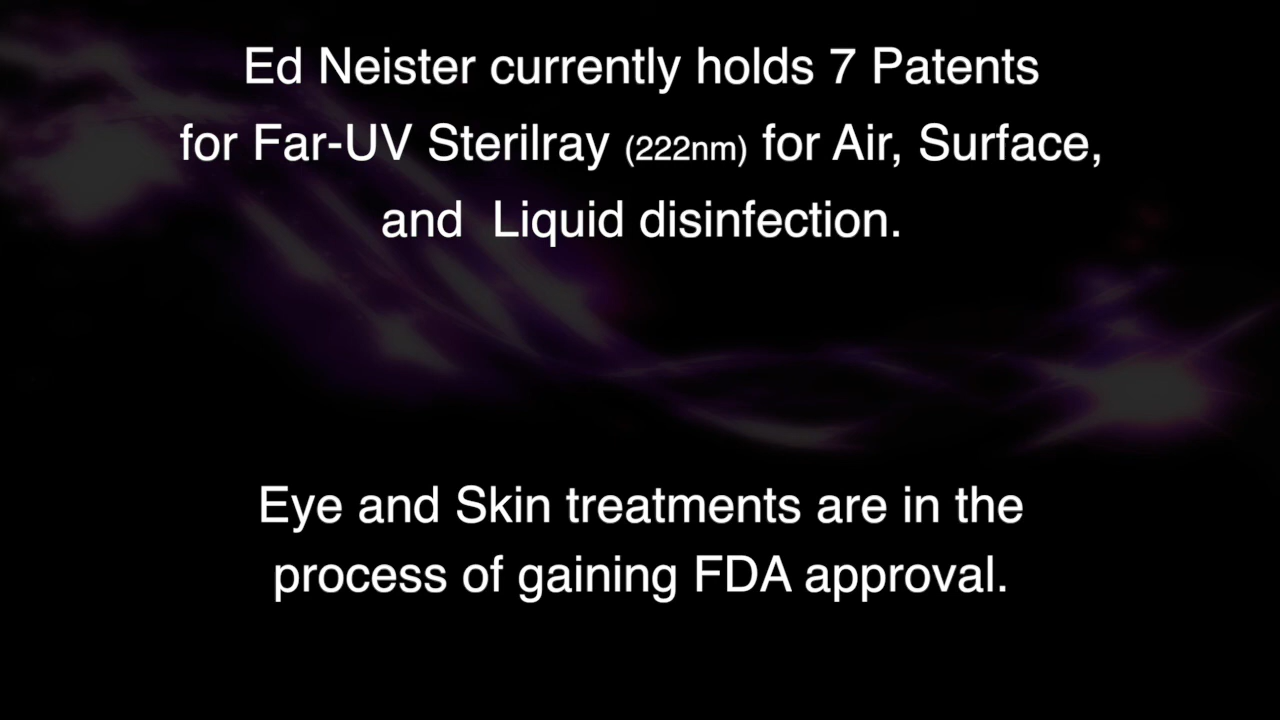 Ed Neister currently holds 7 Patents
for Far-UV Sterilray (222nm) for Air, Surface,
and  Liquid disinfection.
Eye and Skin treatments are in the
process of gaining FDA approval.